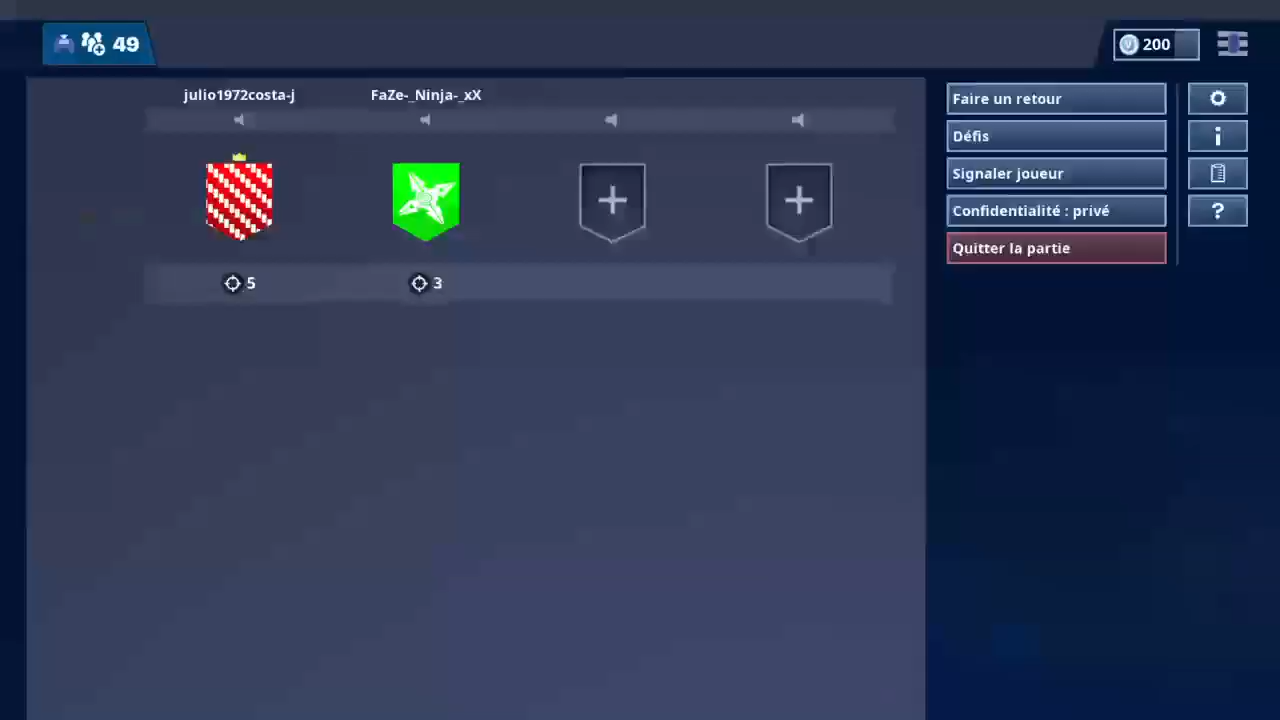 49
200
julio1972costa-j
FaZe-_Ninja-_xX
5
3
Faire un retour
Défis
Signaler joueur
Confidentialité : privé
Quitter la partie
?